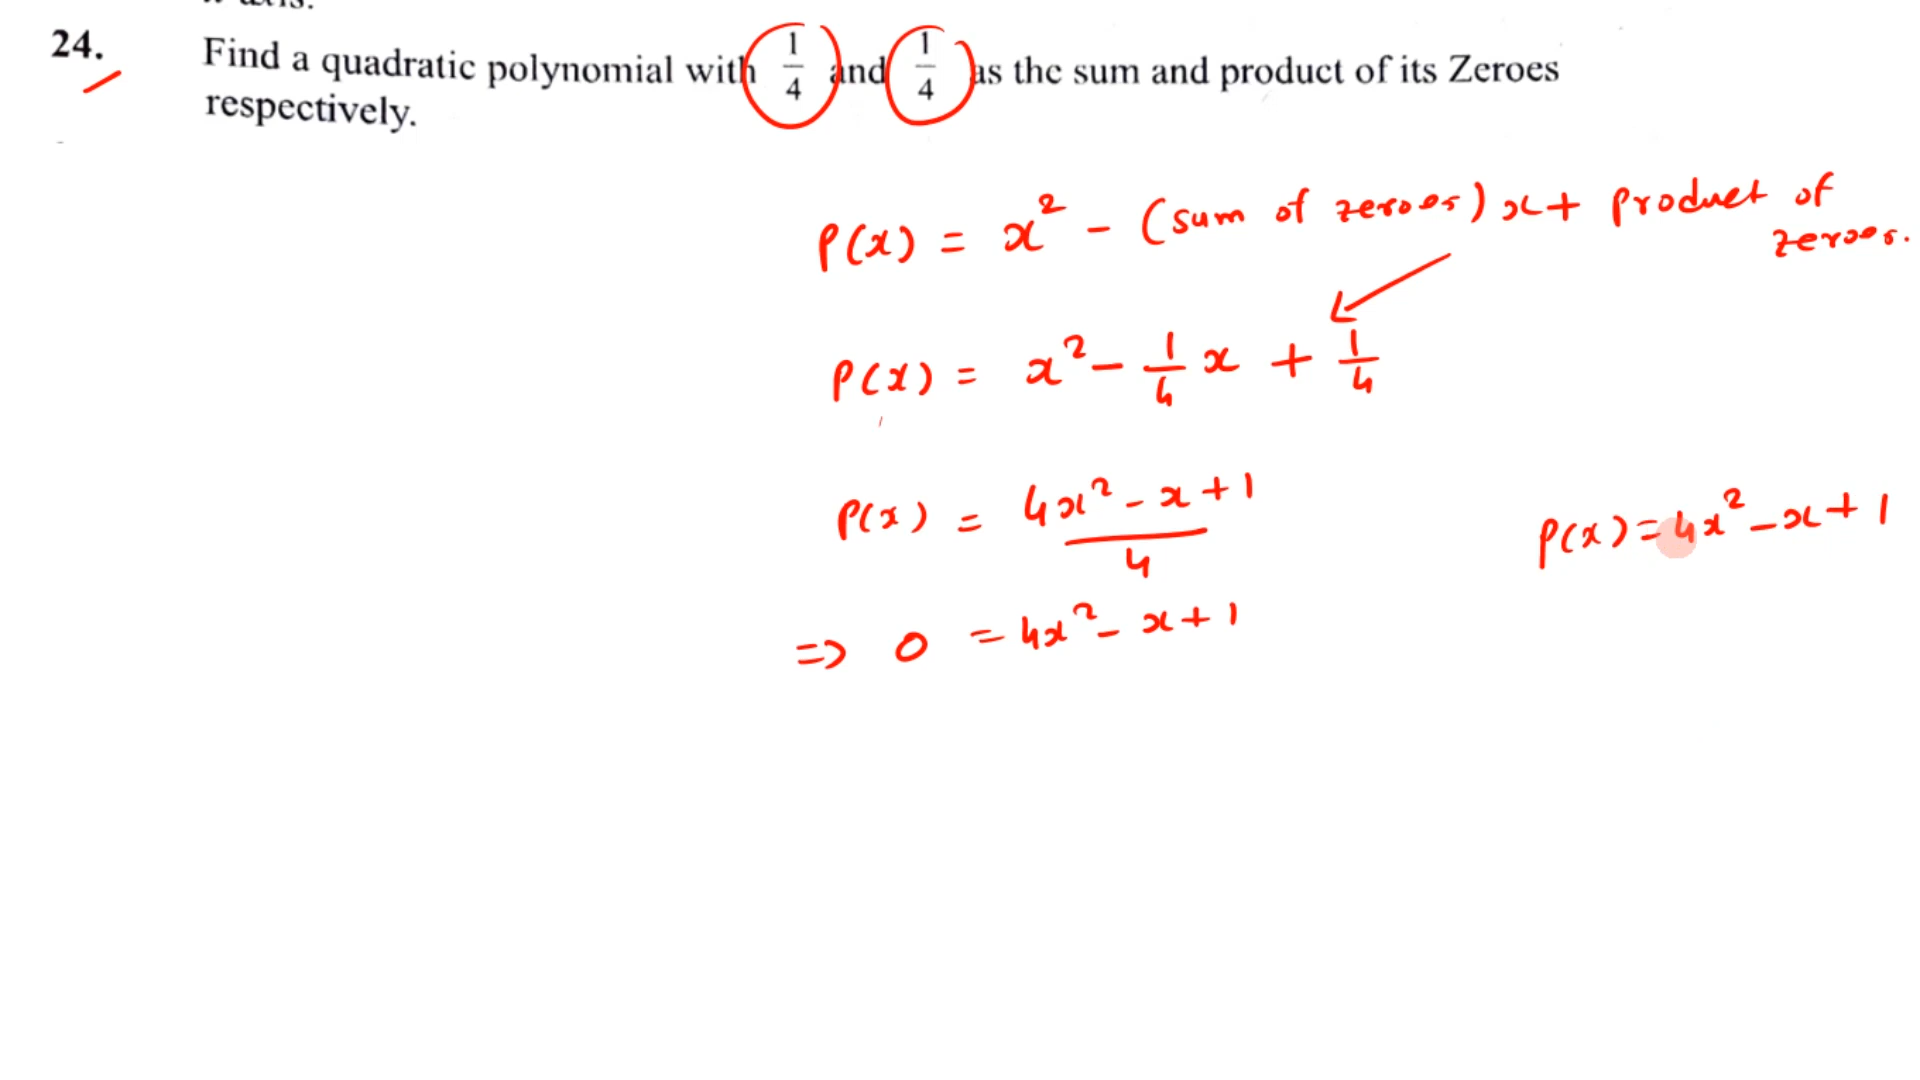 24. Find a quadratic polynomial with 1/4 and 1/4 as the sum and product of its Zeroes
respectively.
P(x) = x² - (sum of zeroes) x + product of
zeroes.
P(x) = x² - 1/4 x + 1/4
P(x) = (4x² - x + 1)/4
P(x) = 4x² - x + 1
=> 0 = 4x² - x + 1